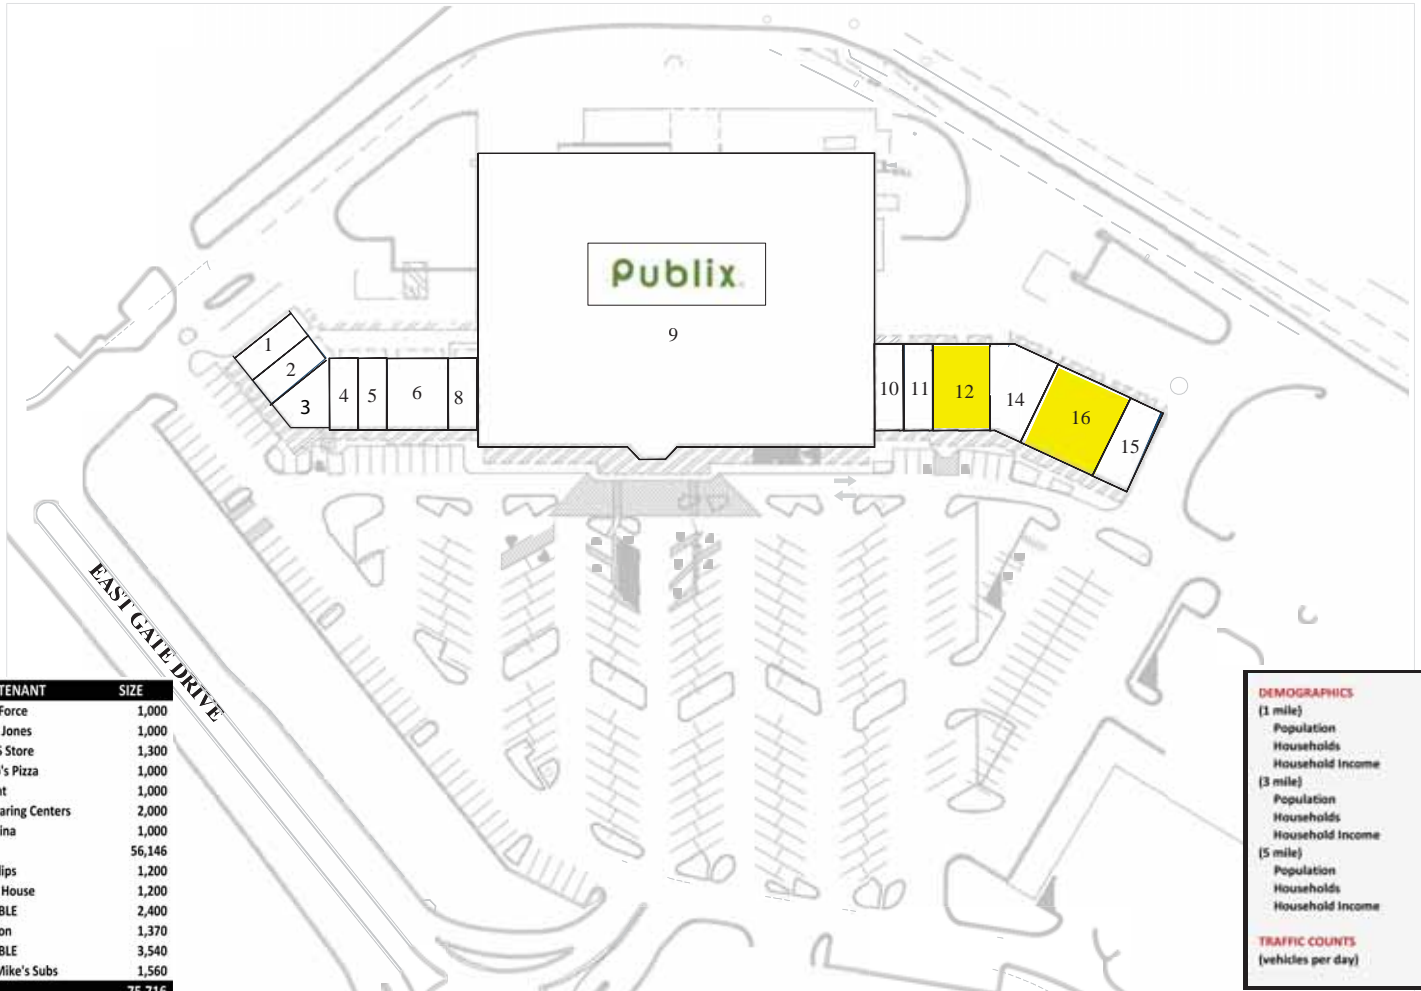 Publix
9
1
2
3
4
5
6
8
10
11
12
14
16
15
EAST GATE DRIVE
TENANT SIZE
Force 1,000
Jones 1,000
S Store 1,300
's Pizza 1,000
nt 1,000
aring Centers 2,000
ina 1,000
56,146
lips 1,200
House 1,200
BLE 2,400
on 1,370
BLE 3,540
Mike's Subs 1,560
75,716
DEMOGRAPHICS
(1 mile)
Population
Households
Household Income
(3 mile)
Population
Households
Household Income
(5 mile)
Population
Households
Household Income
TRAFFIC COUNTS
(vehicles per day)